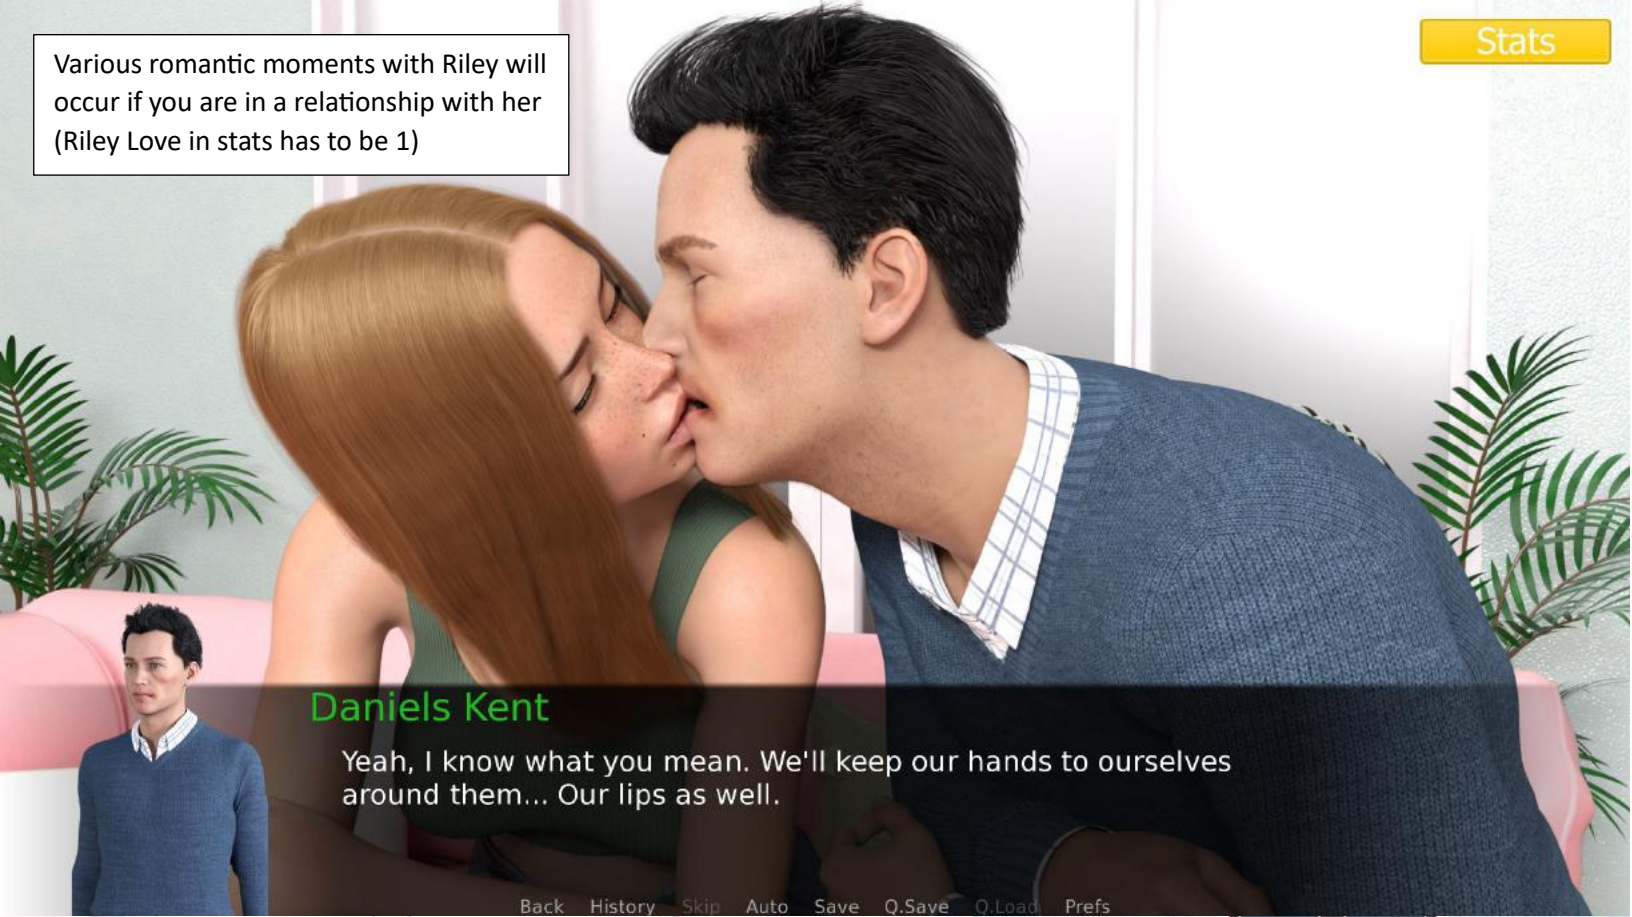 Various romantic moments with Riley will
occur if you are in a relationship with her
(Riley Love in stats has to be 1)
Stats
Daniels Kent
Yeah, I know what you mean. We'll keep our hands to ourselves
around them... Our lips as well.
Back History Skip Auto Save Q.Save Q.Load Prefs